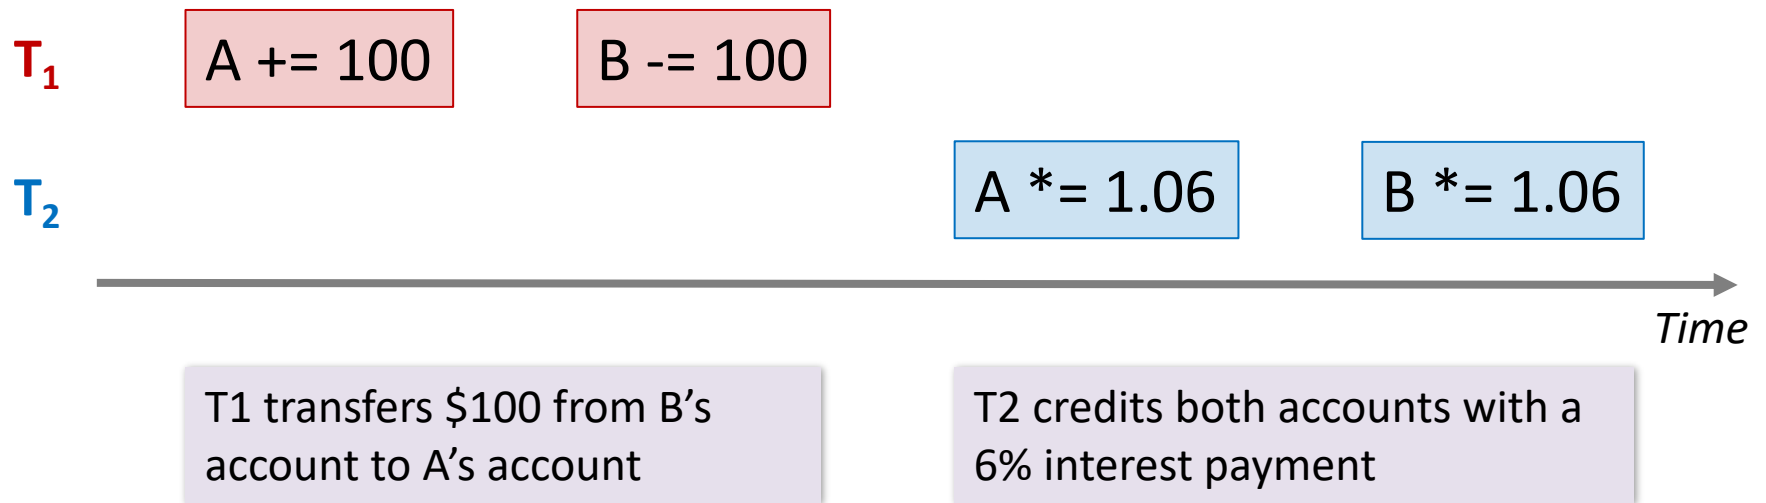 T1 A += 100 B -= 100
T2 A *= 1.06 B *= 1.06
Time
T1 transfers $100 from B’s
account to A’s account
T2 credits both accounts with a
6% interest payment